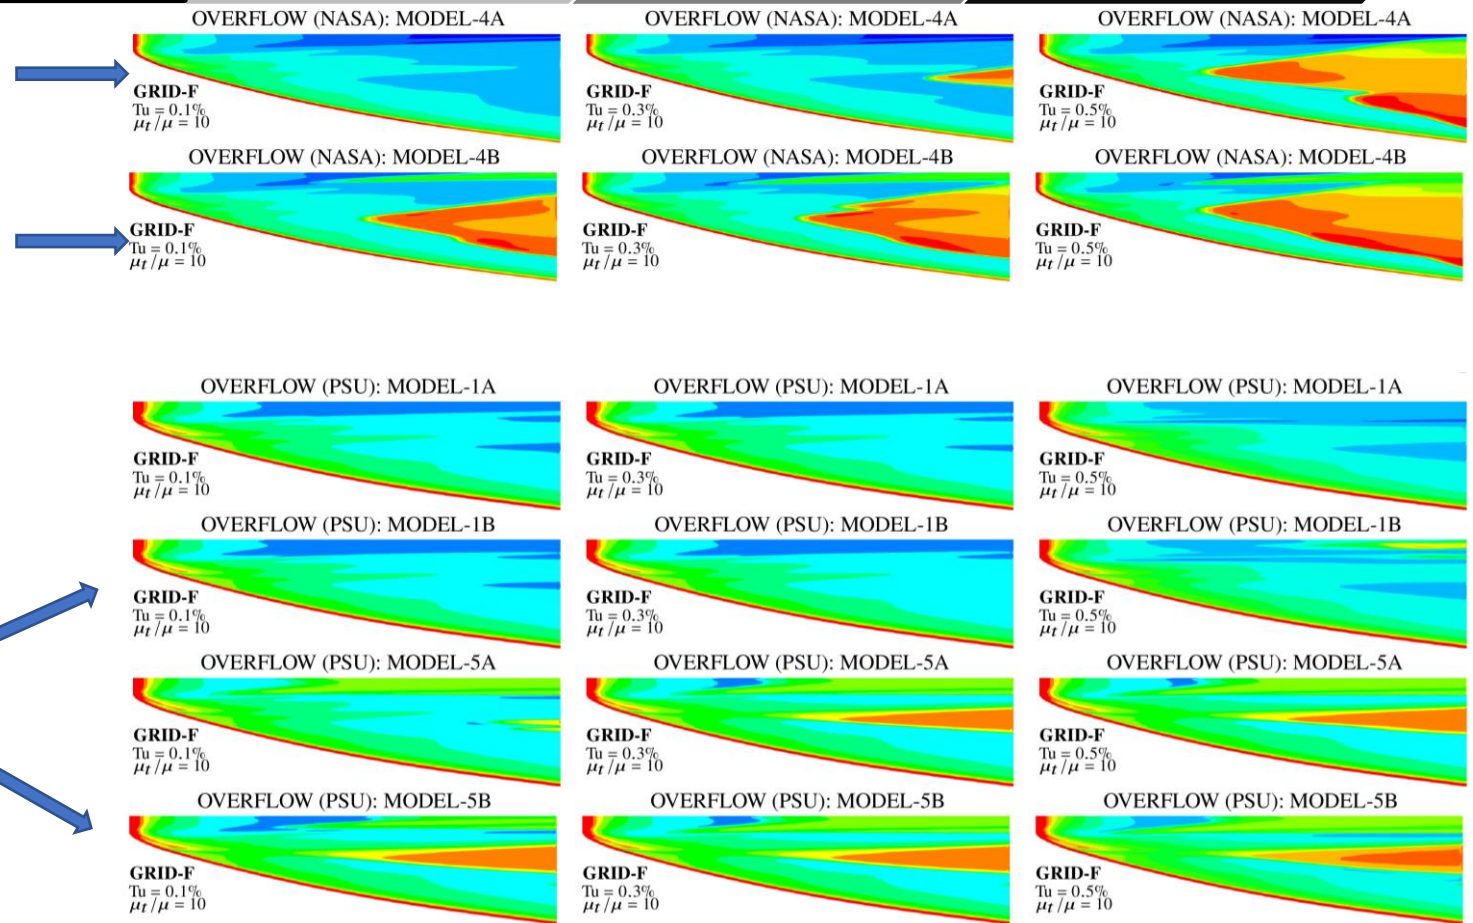 OVERFLOW (NASA): MODEL-4A
GRID-F
Tu = 0.1%
μt/μ = 10
OVERFLOW (NASA): MODEL-4A
GRID-F
Tu = 0.3%
μt/μ = 10
OVERFLOW (NASA): MODEL-4A
GRID-F
Tu = 0.5%
μt/μ = 10
OVERFLOW (NASA): MODEL-4B
GRID-F
Tu = 0.1%
μt/μ = 10
OVERFLOW (NASA): MODEL-4B
GRID-F
Tu = 0.3%
μt/μ = 10
OVERFLOW (NASA): MODEL-4B
GRID-F
Tu = 0.5%
μt/μ = 10
OVERFLOW (PSU): MODEL-1A
GRID-F
Tu = 0.1%
μt/μ = 10
OVERFLOW (PSU): MODEL-1A
GRID-F
Tu = 0.3%
μt/μ = 10
OVERFLOW (PSU): MODEL-1A
GRID-F
Tu = 0.5%
μt/μ = 10
OVERFLOW (PSU): MODEL-1B
GRID-F
Tu = 0.1%
μt/μ = 10
OVERFLOW (PSU): MODEL-1B
GRID-F
Tu = 0.3%
μt/μ = 10
OVERFLOW (PSU): MODEL-1B
GRID-F
Tu = 0.5%
μt/μ = 10
OVERFLOW (PSU): MODEL-5A
GRID-F
Tu = 0.1%
μt/μ = 10
OVERFLOW (PSU): MODEL-5A
GRID-F
Tu = 0.3%
μt/μ = 10
OVERFLOW (PSU): MODEL-5A
GRID-F
Tu = 0.5%
μt/μ = 10
OVERFLOW (PSU): MODEL-5B
GRID-F
Tu = 0.1%
μt/μ = 10
OVERFLOW (PSU): MODEL-5B
GRID-F
Tu = 0.3%
μt/μ = 10
OVERFLOW (PSU): MODEL-5B
GRID-F
Tu = 0.5%
μt/μ = 10